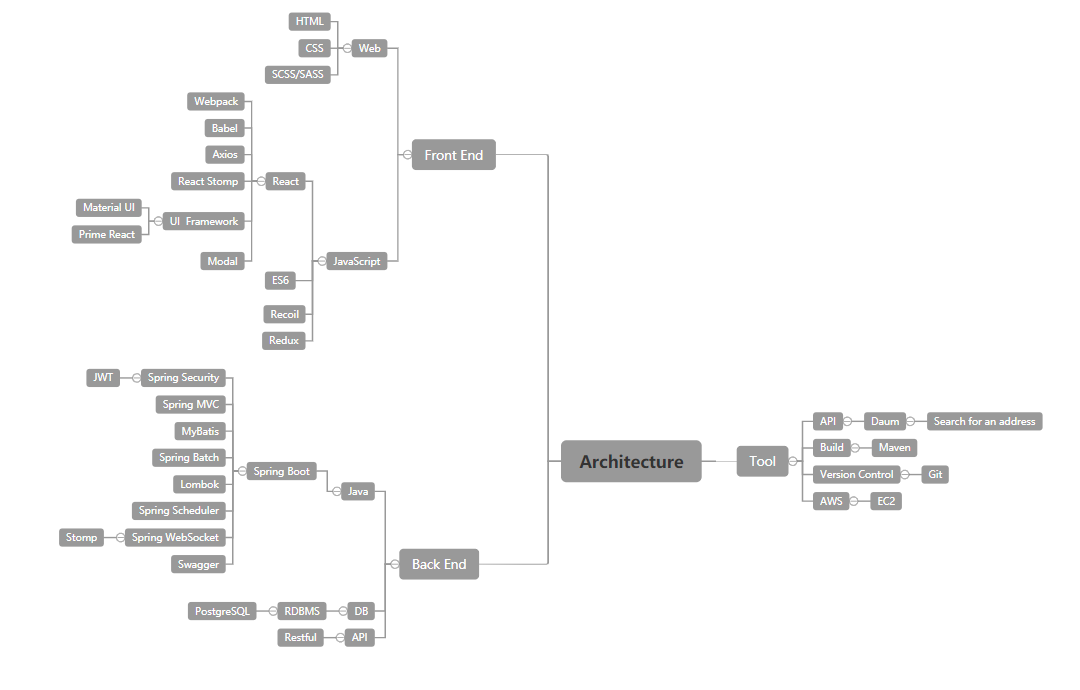 HTML
CSS
Web
SCSS/SASS
Webpack
Babel
Axios
Front End
React Stomp
React
Material UI
UI Framework
Prime React
Modal
JavaScript
ES6
Recoil
Redux
JWT
Spring Security
Spring MVC
MyBatis
Spring Batch
Spring Boot
Lombok
Java
Spring Scheduler
Stomp
Spring WebSocket
Swagger
Back End
PostgreSQL
RDBMS
DB
Restful
API
Architecture
Tool
API
Daum
Search for an address
Build
Maven
Version Control
Git
AWS
EC2